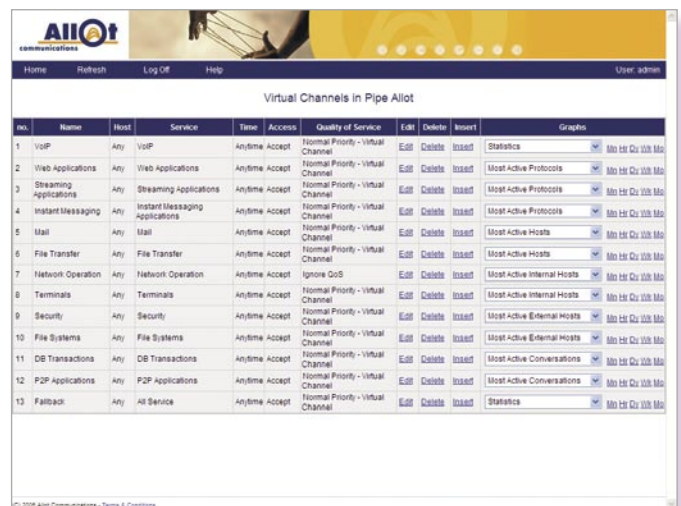 Allot
communications
Home Refresh Log Off Help User: admin
Virtual Channels in Pipe Allot
no. Name Host Service Time Access Quality of Service Edit Delete Insert Graphs
1 VoIP Any VoIP Anytime Accept Normal Priority - Virtual Channel Edit Delete Insert Statistics Mn Hr Dy Wk Mo
2 Web Applications Any Web Applications Anytime Accept Normal Priority - Virtual Channel Edit Delete Insert Most Active Protocols Mn Hr Dy Wk Mo
3 Streaming Applications Any Streaming Applications Anytime Accept Normal Priority - Virtual Channel Edit Delete Insert Most Active Protocols Mn Hr Dy Wk Mo
4 Instant Messaging Any Instant Messaging Applications Anytime Accept Normal Priority - Virtual Channel Edit Delete Insert Most Active Protocols Mn Hr Dy Wk Mo
5 Mail Any Mail Anytime Accept Normal Priority - Virtual Channel Edit Delete Insert Most Active Hosts Mn Hr Dy Wk Mo
6 File Transfer Any File Transfer Anytime Accept Normal Priority - Virtual Channel Edit Delete Insert Most Active Hosts Mn Hr Dy Wk Mo
7 Network Operation Any Network Operation Anytime Accept Ignore QoS Edit Delete Insert Most Active Internal Hosts Mn Hr Dy Wk Mo
8 Terminals Any Terminals Anytime Accept Normal Priority - Virtual Channel Edit Delete Insert Most Active Internal Hosts Mn Hr Dy Wk Mo
9 Security Any Security Anytime Accept Normal Priority - Virtual Channel Edit Delete Insert Most Active External Hosts Mn Hr Dy Wk Mo
10 File Systems Any File Systems Anytime Accept Normal Priority - Virtual Channel Edit Delete Insert Most Active External Hosts Mn Hr Dy Wk Mo
11 DB Transactions Any DB Transactions Anytime Accept Normal Priority - Virtual Channel Edit Delete Insert Most Active Conversations Mn Hr Dy Wk Mo
12 P2P Applications Any P2P Applications Anytime Accept Normal Priority - Virtual Channel Edit Delete Insert Most Active Conversations Mn Hr Dy Wk Mo
13 Fallback Any All Service Anytime Accept Normal Priority - Virtual Channel Edit Delete Insert Statistics Mn Hr Dy Wk Mo
Allot Communications - Terms & Conditions